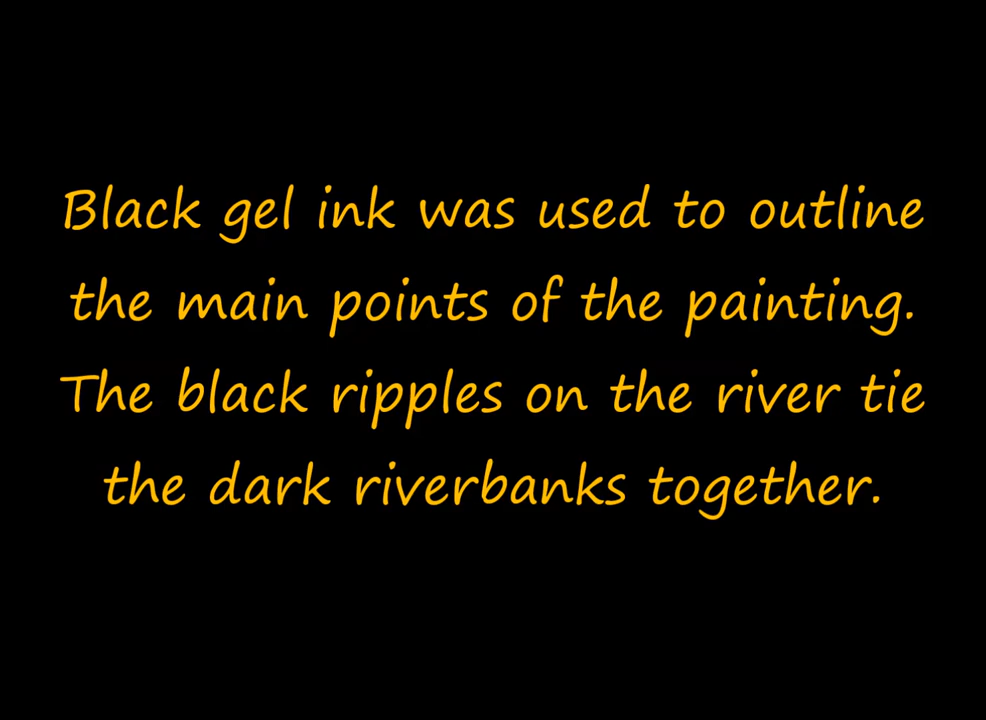 Black gel ink was used to outline
the main points of the painting.
The black ripples on the river tie
the dark riverbanks together.